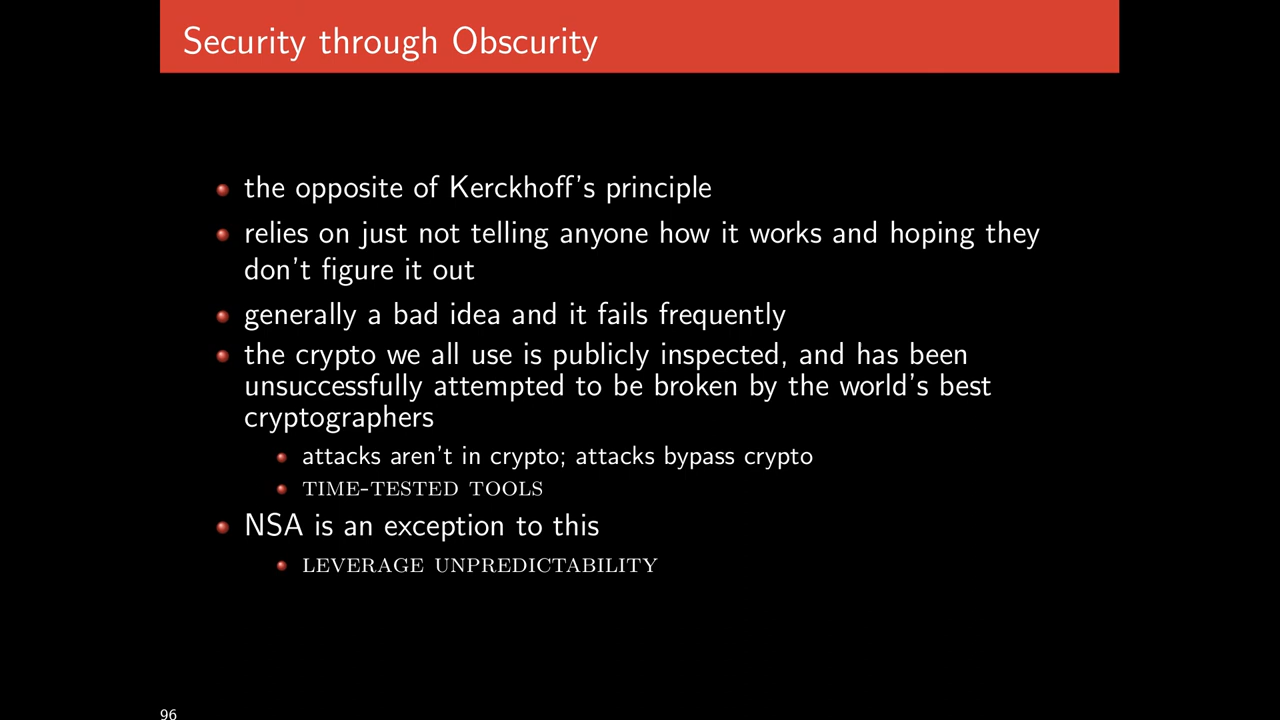 Security through Obscurity
the opposite of Kerckhoff's principle
relies on just not telling anyone how it works and hoping they
don't figure it out
generally a bad idea and it fails frequently
the crypto we all use is publicly inspected, and has been
unsuccessfully attempted to be broken by the world's best
cryptographers
attacks aren't in crypto; attacks bypass crypto
TIME-TESTED TOOLS
NSA is an exception to this
LEVERAGE UNPREDICTABILITY
96